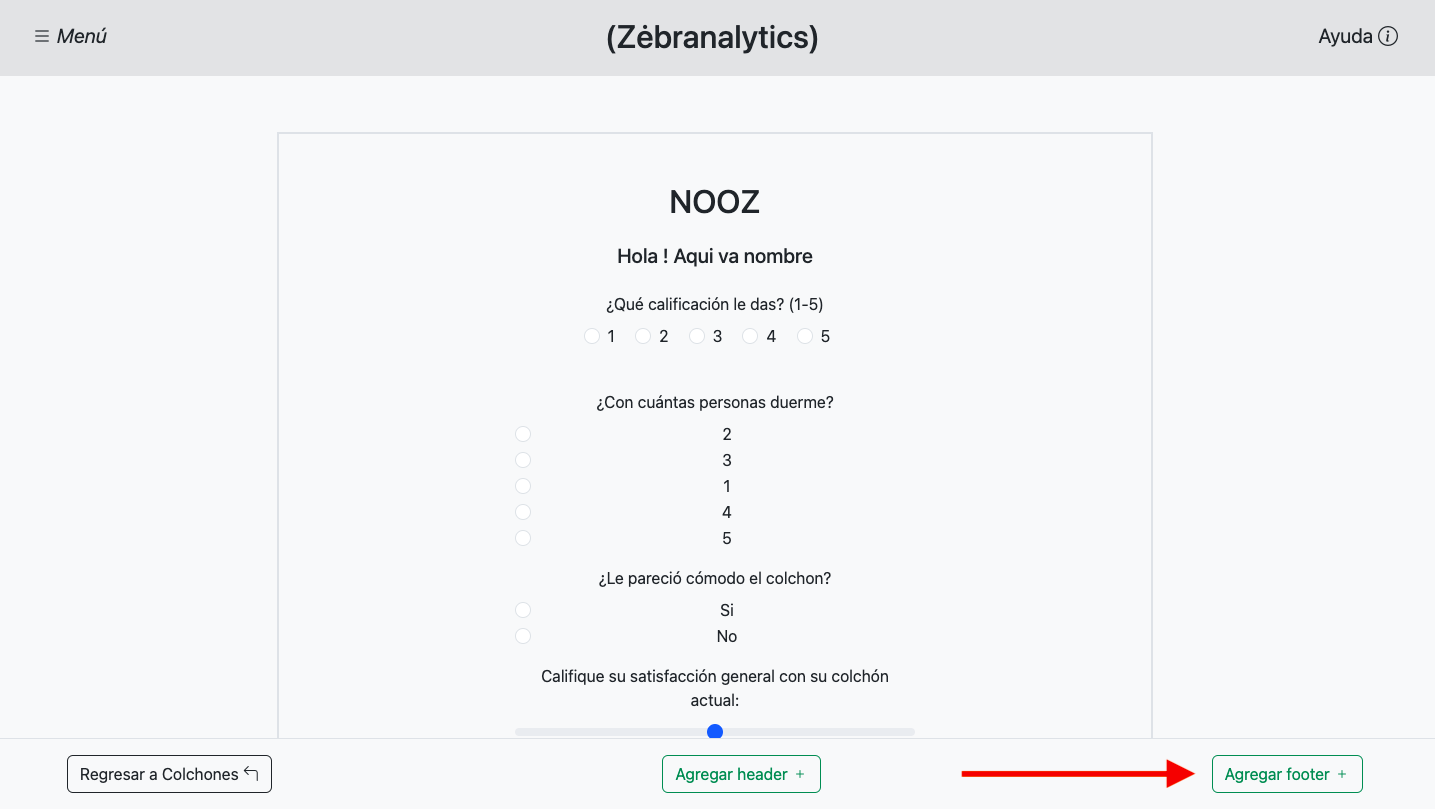 Menú
(Zėbranalytics)
Ayuda
NOOZ
Hola ! Aqui va nombre
¿Qué calificación le das? (1-5)
1 2 3 4 5
¿Con cuántas personas duerme?
2
3
1
4
5
¿Le pareció cómodo el colchon?
Si
No
Califique su satisfacción general con su colchón
actual:
Regresar a Colchones
Agregar header +
Agregar footer +